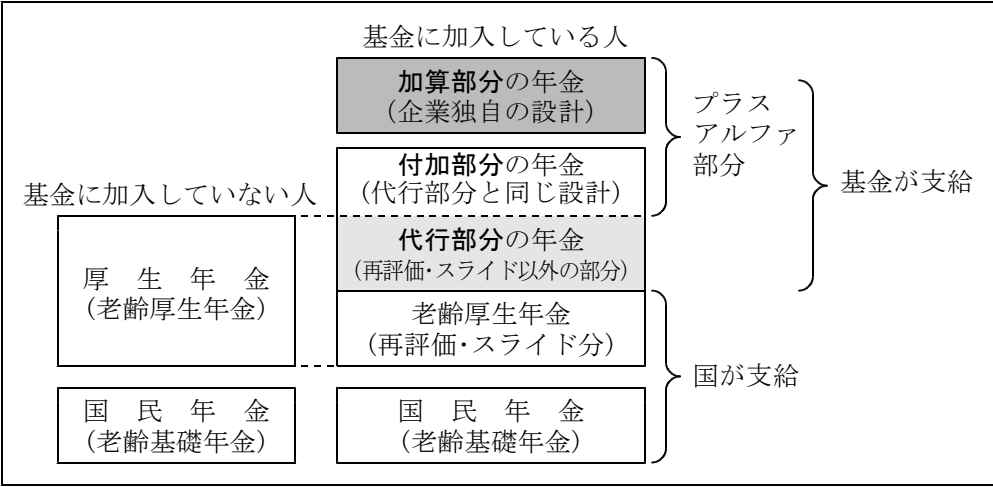 基金に加入している人
加算部分の年金
(企業独自の設計)
プラス
アルファ
部分
付加部分の年金
(代行部分と同じ設計)
基金が支給
基金に加入していない人
代行部分の年金
(再評価・スライド以外の部分)
厚生年金
(老齢厚生年金)
老齢厚生年金
(再評価・スライド分)
国が支給
国民年金
(老齢基礎年金)
国民年金
(老齢基礎年金)